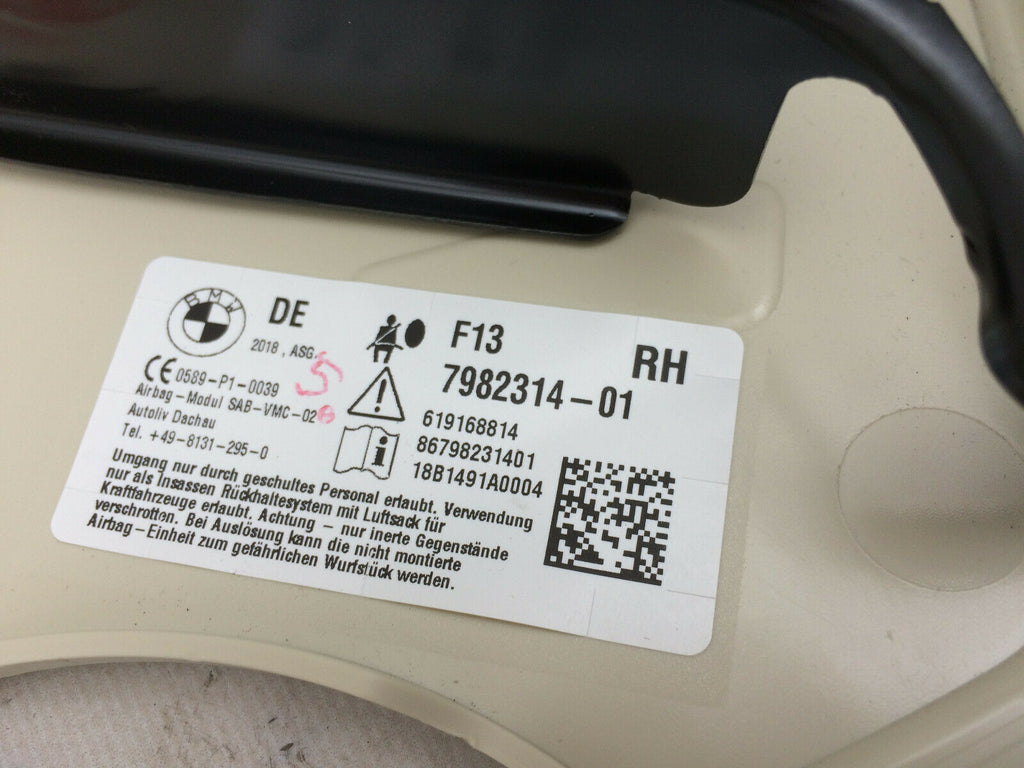 BMW
DE
2018, ASG.
5
CE 0589-P1-0039
Airbag-Modul SAB-VMC-02
Autoliv Dachau
Tel. +49-8131-295-0
F13
RH
7982314-01
619168814
86798231401
18B1491A0004
Umgang nur durch geschultes Personal erlaubt. Verwendung
nur als Insassen Rückhaltesystem mit Luftsack für
Kraftfahrzeuge erlaubt. Achtung - nur inerte Gegenstände
verschrotten. Bei Auslösung kann die nicht montierte
Airbag-Einheit zum gefährlichen Wurfstück werden.